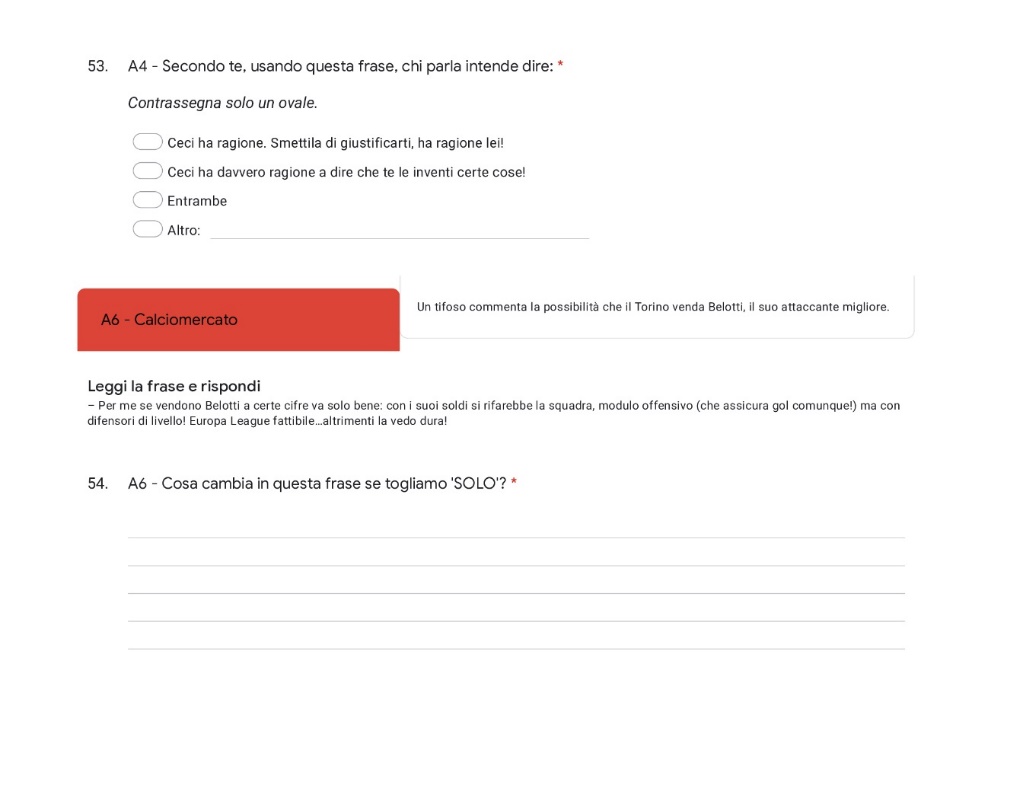 53. A4 - Secondo te, usando questa frase, chi parla intende dire: *
Contrassegna solo un ovale.
Ceci ha ragione. Smettila di giustificarti, ha ragione lei!
Ceci ha davvero ragione a dire che te le inventi certe cose!
Entrambe
Altro:
A6 - Calciomercato
Un tifoso commenta la possibilità che il Torino venda Belotti, il suo attaccante migliore.
Leggi la frase e rispondi
– Per me se vendono Belotti a certe cifre va solo bene: con i suoi soldi si rifarebbe la squadra, modulo offensivo (che assicura gol comunque!) ma con
difensori di livello! Europa League fattibile...altrimenti la vedo dura!
54. A6 - Cosa cambia in questa frase se togliamo 'SOLO'? *